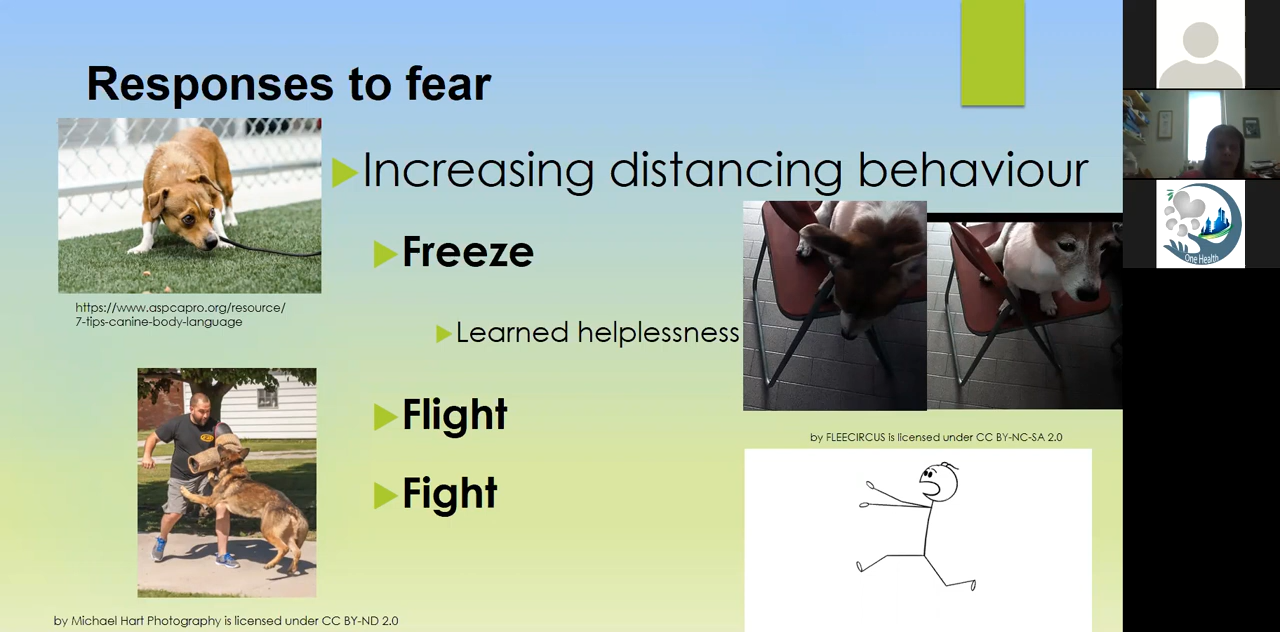 Responses to fear
Increasing distancing behaviour
Freeze
Learned helplessness
Flight
Fight
https://www.aspcapro.org/resource/
7-tips-canine-body-language
by FLEECIRCUS is licensed under CC BY-NC-SA 2.0
by Michael Hart Photography is licensed under CC BY-ND 2.0
One Health